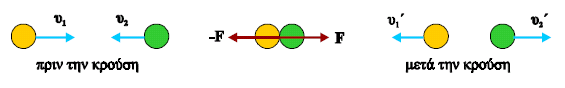 υ₁ υ₂ -F F υ₁΄ υ₂΄
πριν την κρούση μετά την κρούση